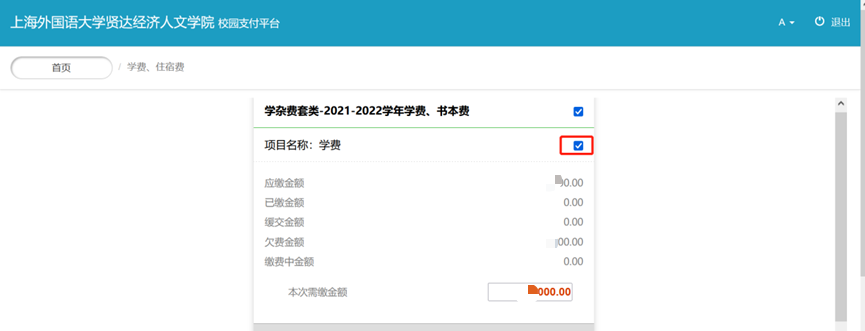 上海外国语大学贤达经济人文学院 校园支付平台 A 退出
首页 / 学费、住宿费
学杂费套类-2021-2022学年学费、书本费
项目名称：学费
应缴金额 0.00
已缴金额 0.00
缓交金额 0.00
欠费金额 00.00
缴费中金额 0.00
本次需缴金额 000.00